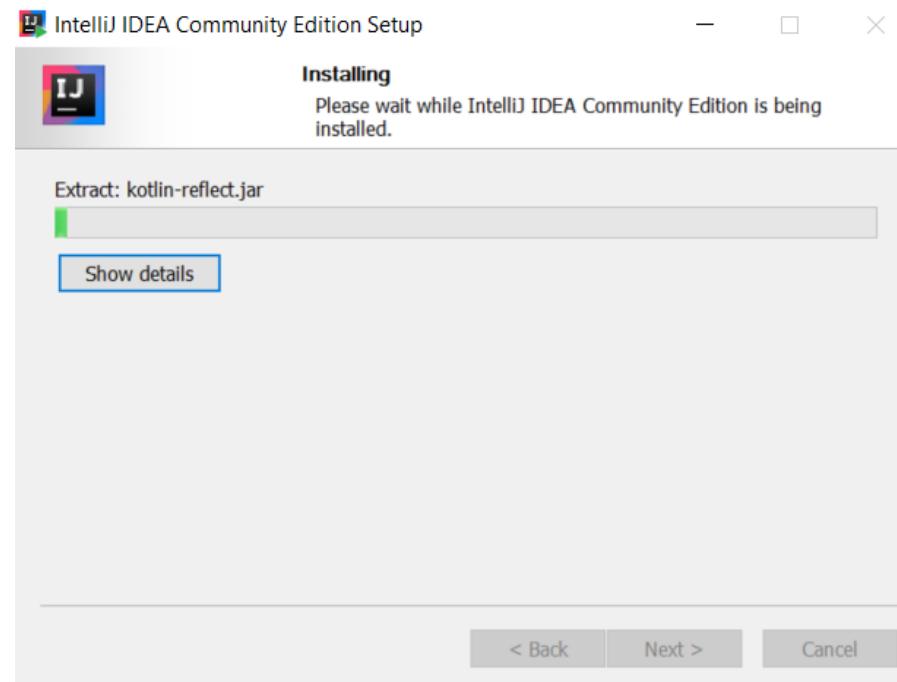 IntelliJ IDEA Community Edition Setup
IJ
Installing
Please wait while IntelliJ IDEA Community Edition is being
installed.
Extract: kotlin-reflect.jar
Show details
< Back
Next >
Cancel